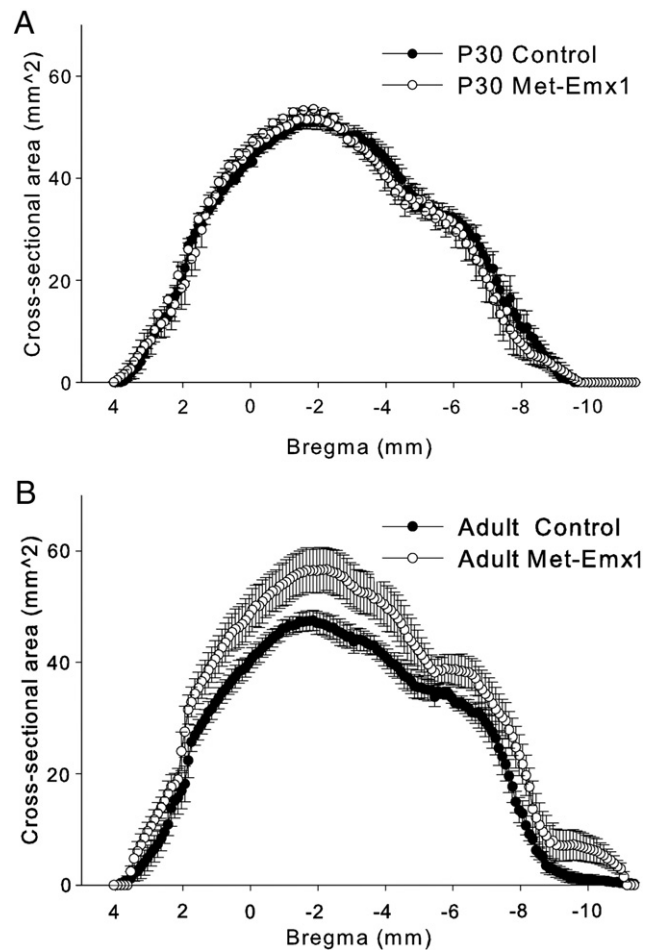 A
P30 Control
P30 Met-Emx1
Cross-sectional area (mm^2)
60
40
20
0
4 2 0 -2 -4 -6 -8 -10
Bregma (mm)
B
Adult Control
Adult Met-Emx1
Cross-sectional area (mm^2)
60
40
20
0
4 2 0 -2 -4 -6 -8 -10
Bregma (mm)